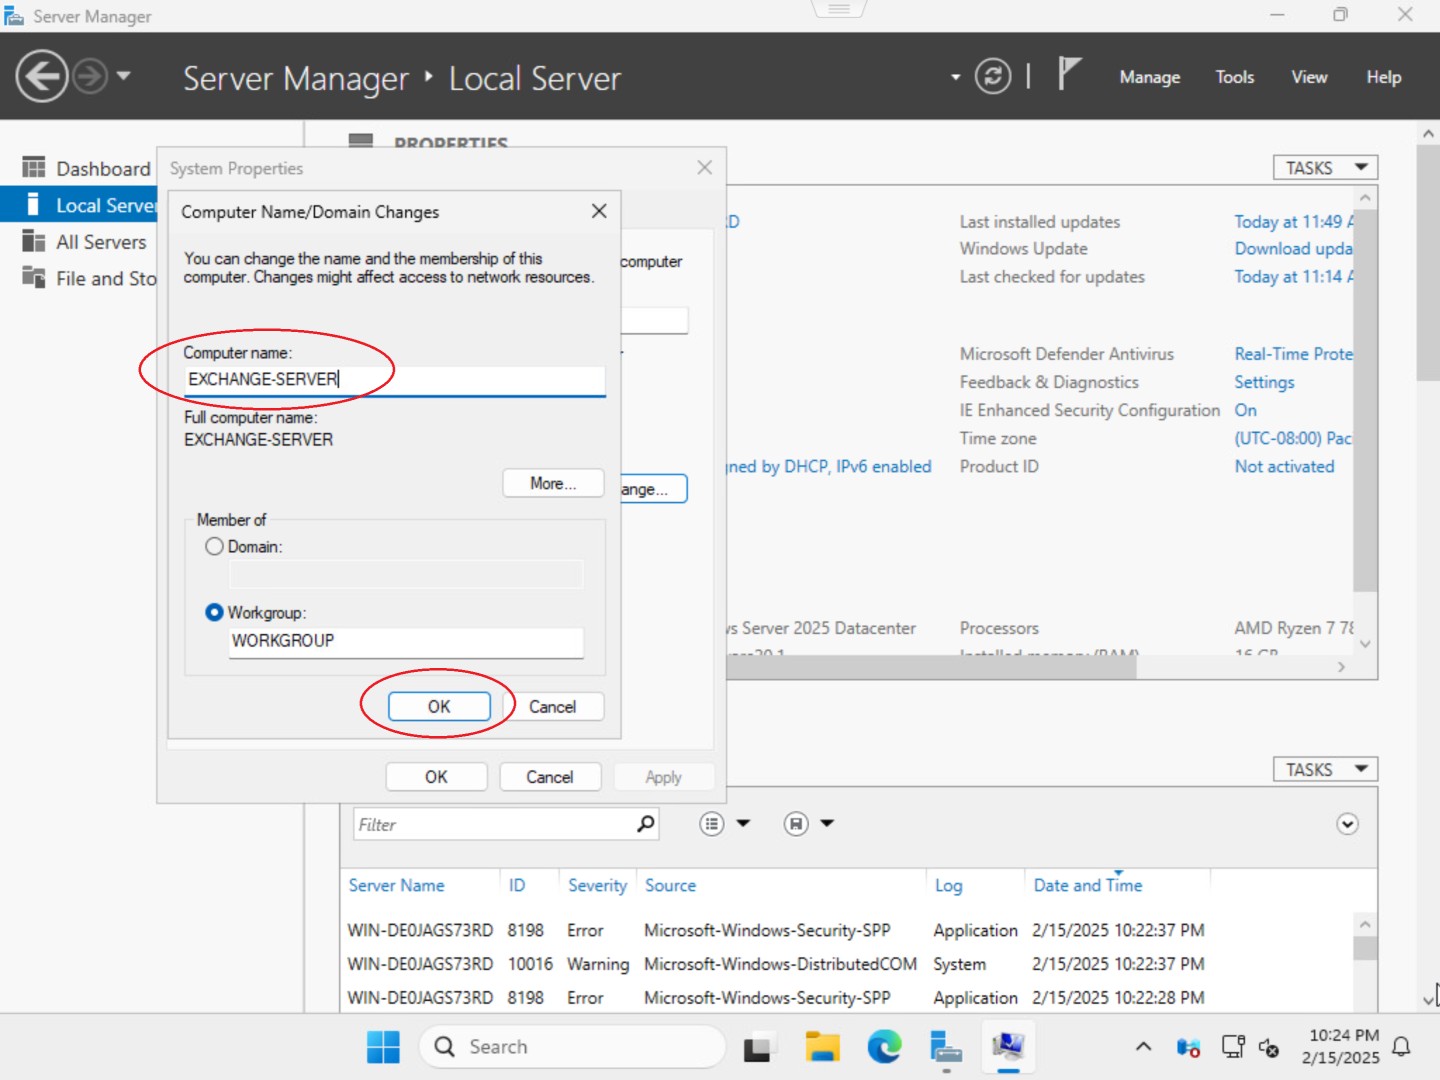 Server Manager
Server Manager ‣ Local Server
Manage
Tools
View
Help
PROPERTIES
Dashboard
Local Server
All Servers
File and Sto
TASKS
System Properties
Computer Name/Domain Changes
You can change the name and the membership of this
computer. Changes might affect access to network resources.
computer
Computer name:
EXCHANGE-SERVER
Full computer name:
EXCHANGE-SERVER
More...
ange...
Member of
Domain:
Workgroup:
WORKGROUP
OK
Cancel
OK
Cancel
Apply
RD
Last installed updates
Today at 11:49 A
Windows Update
Download upda
Last checked for updates
Today at 11:14 A
Microsoft Defender Antivirus
Real-Time Prote
Feedback & Diagnostics
Settings
IE Enhanced Security Configuration
On
Time zone
(UTC-08:00) Pac
ned by DHCP, IPv6 enabled
Product ID
Not activated
vs Server 2025 Datacenter
Processors
AMD Ryzen 7 78
Installed memory (RAM)
16 GB
TASKS
Filter
Server Name ID Severity Source Log Date and Time
WIN-DE0JAGS73RD 8198 Error Microsoft-Windows-Security-SPP Application 2/15/2025 10:22:37 PM
WIN-DE0JAGS73RD 10016 Warning Microsoft-Windows-DistributedCOM System 2/15/2025 10:22:37 PM
WIN-DE0JAGS73RD 8198 Error Microsoft-Windows-Security-SPP Application 2/15/2025 10:22:28 PM
Search
10:24 PM
2/15/2025